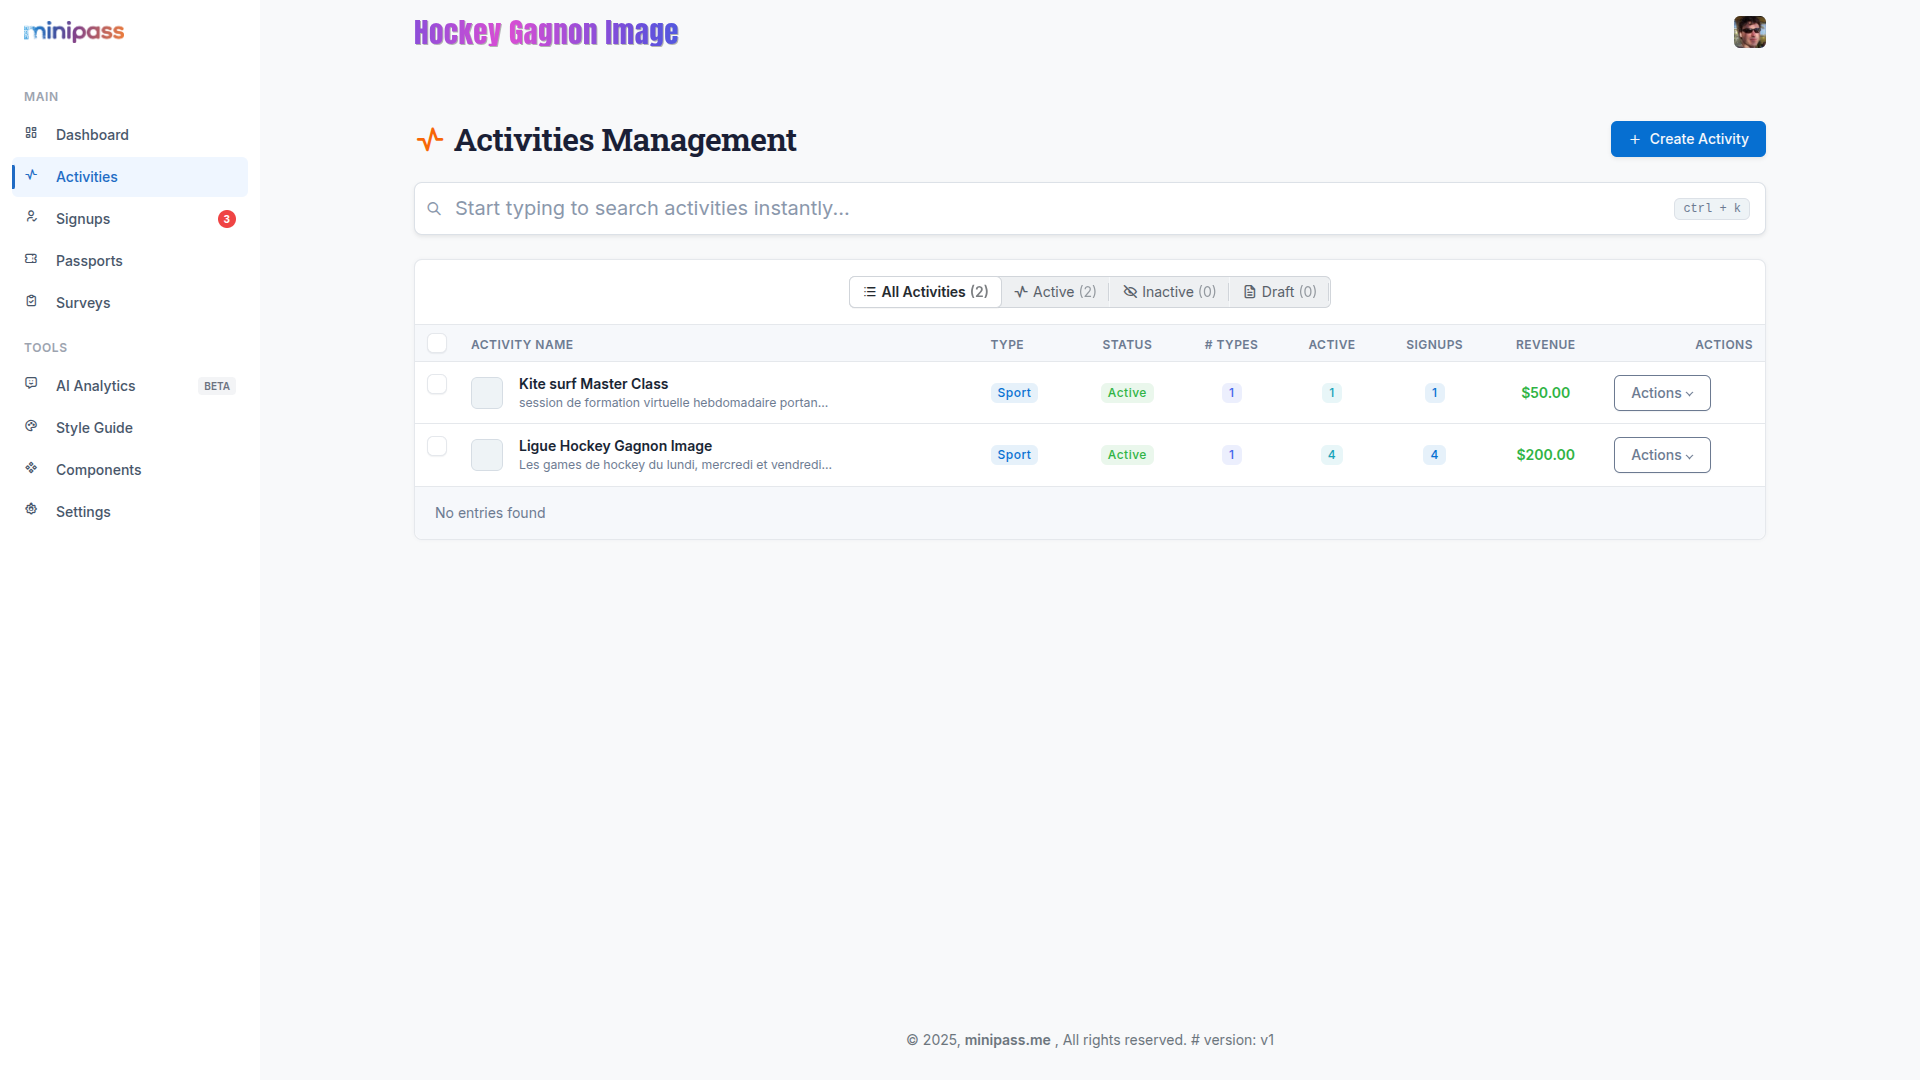 minipass
Hockey Gagnon Image
MAIN
Dashboard
Activities
Signups 3
Passports
Surveys
TOOLS
AI Analytics BETA
Style Guide
Components
Settings
Activities Management
Create Activity
Start typing to search activities instantly...
ctrl + k
All Activities (2) Active (2) Inactive (0) Draft (0)
ACTIVITY NAME TYPE STATUS # TYPES ACTIVE SIGNUPS REVENUE ACTIONS
Kite surf Master Class
session de formation virtuelle hebdomadaire portan...
Sport Active 1 1 1 $50.00 Actions
Ligue Hockey Gagnon Image
Les games de hockey du lundi, mercredi et vendredi...
Sport Active 1 4 4 $200.00 Actions
No entries found
© 2025, minipass.me , All rights reserved. # version: v1